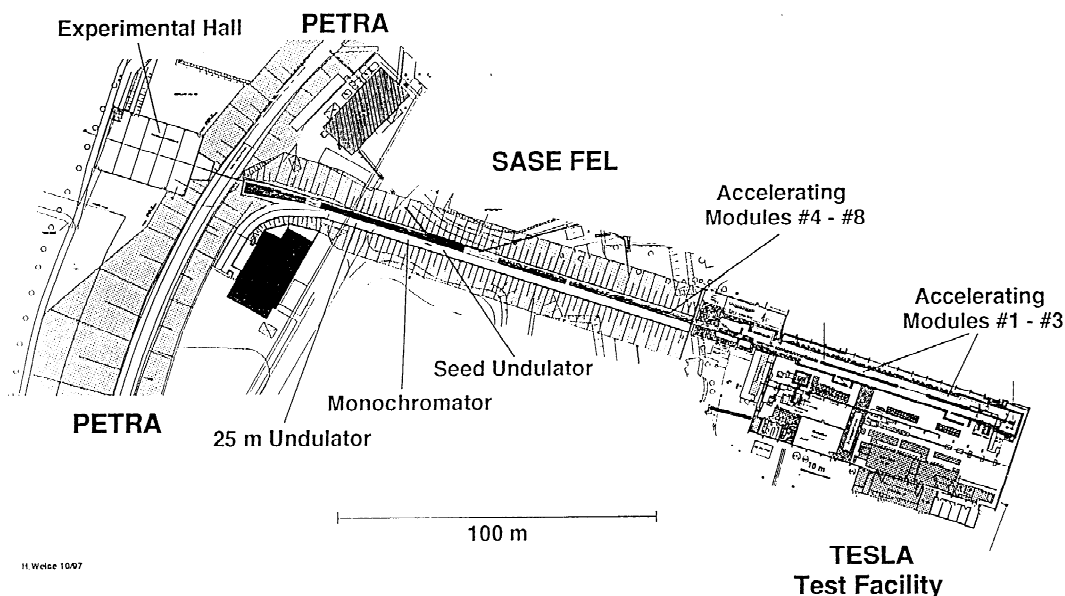 PETRA
Experimental Hall
SASE FEL
Accelerating
Modules #4 - #8
Accelerating
Modules #1 - #3
Seed Undulator
Monochromator
PETRA
25 m Undulator
10 m
100 m
TESLA
Test Facility
H. Weise 10/97